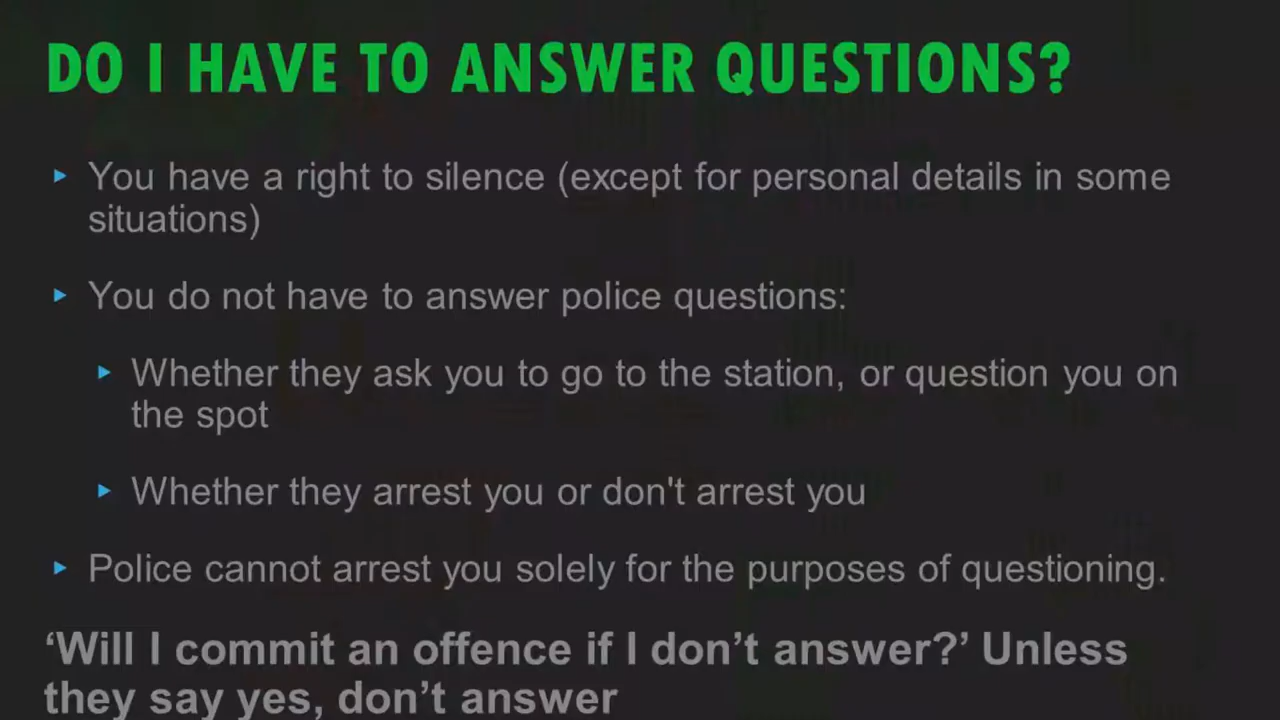 DO I HAVE TO ANSWER QUESTIONS?
You have a right to silence (except for personal details in some
situations)
You do not have to answer police questions:
Whether they ask you to go to the station, or question you on
the spot
Whether they arrest you or don't arrest you
Police cannot arrest you solely for the purposes of questioning.
‘Will I commit an offence if I don’t answer?’ Unless
they say yes, don’t answer